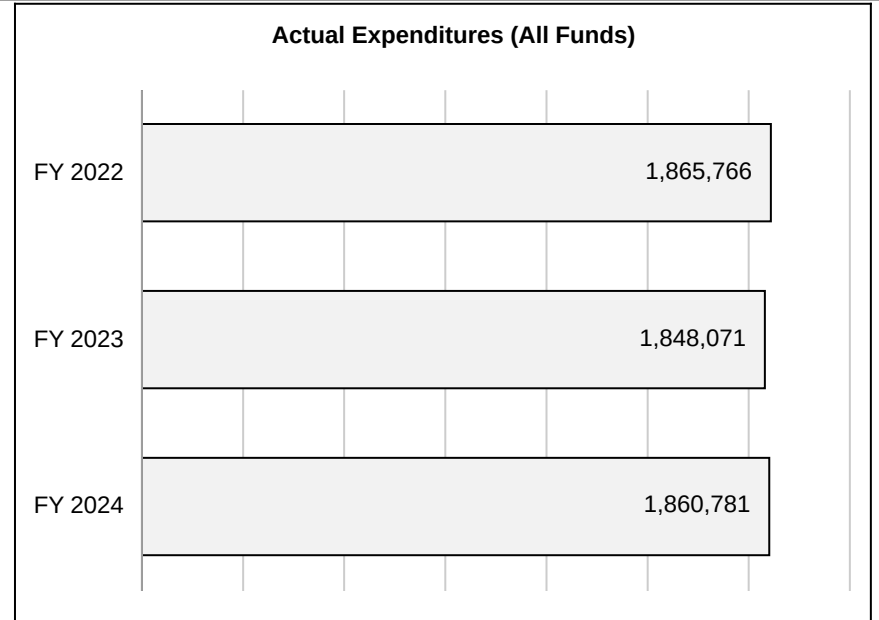 Actual Expenditures (All Funds)
FY 2022 1,865,766
FY 2023 1,848,071
FY 2024 1,860,781